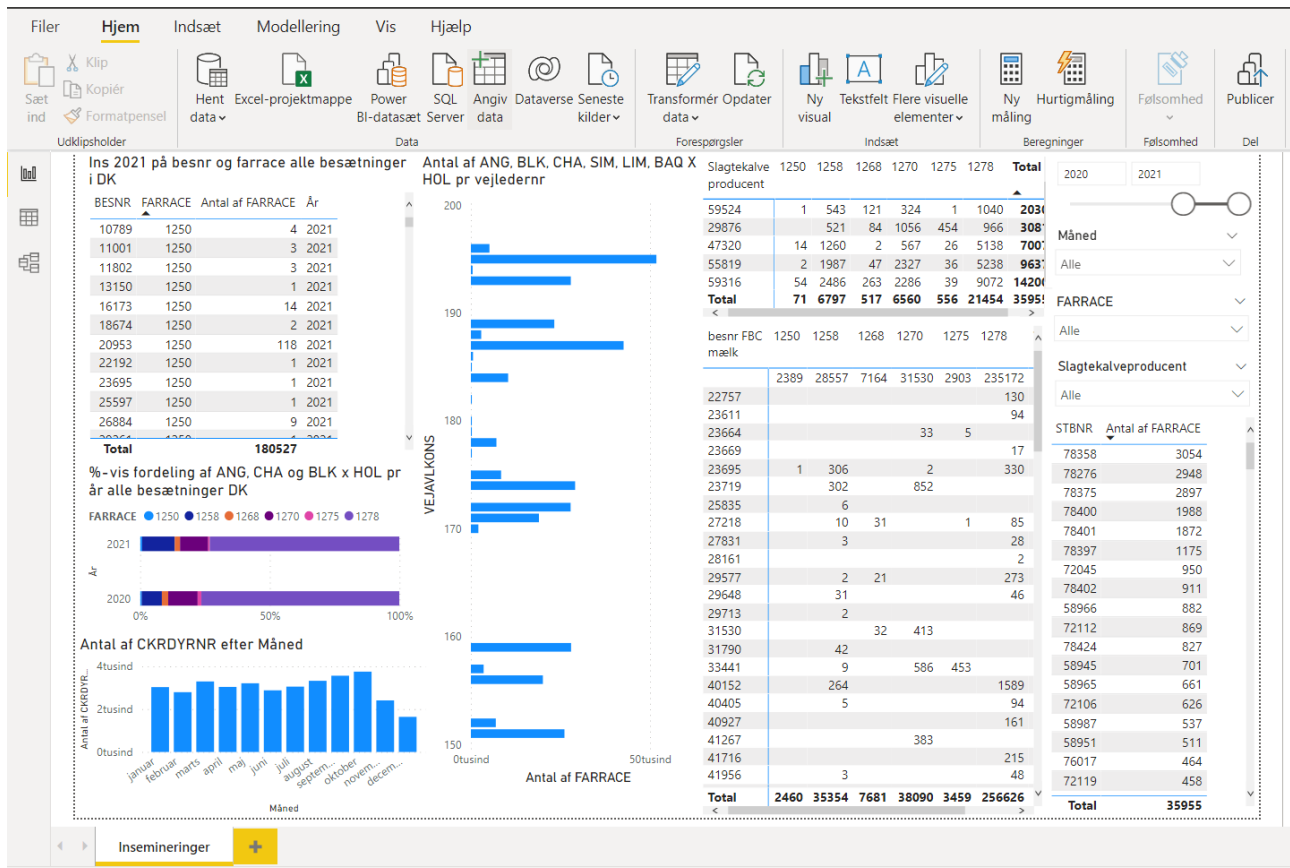 Filer Hjem Indsæt Modellering Vis Hjælp
Sæt ind
Klip
Kopiér
Formatpensel
Hent data
Excel-projektmappe
Power BI-datasæt
SQL Server
Angiv data
Dataverse
Seneste kilder
Transformér data
Opdater
Ny visual
Tekstfelt
Flere visuelle elementer
Ny måling
Hurtigmåling
Følsomhed
Publicer
Udklipsholder Data Forespørgsler Indsæt Beregninger Følsomhed Del
Ins 2021 på besnr og farrace alle besætninger
i DK
BESNR FARRACE Antal af FARRACE År
10789 1250 4 2021
11001 1250 3 2021
11802 1250 3 2021
13150 1250 1 2021
16173 1250 14 2021
18674 1250 2 2021
20953 1250 118 2021
22192 1250 1 2021
23695 1250 1 2021
25597 1250 1 2021
26884 1250 9 2021
Total 180527
%-vis fordeling af ANG, CHA og BLK x HOL pr
år alle besætninger DK
FARRACE 1250 1258 1268 1270 1275 1278
År
2021
2020
0% 50% 100%
Antal af CKRDYRNR efter Måned
Antal af CKRDYR...
4tusind
2tusind
0tusind
januar februar marts april maj juni juli august septem... oktober novem... decem...
Måned
Antal af ANG, BLK, CHA, SIM, LIM, BAQ X
HOL pr vejledernr
VEJAVLKONS
200
190
180
170
160
150
0tusind 50tusind
Antal af FARRACE
Slagtekalve
producent 1250 1258 1268 1270 1275 1278 Total
59524 1 543 121 324 1 1040 2030
29876 521 84 1056 454 966 3081
47320 14 1260 2 567 26 5138 7007
55819 2 1987 47 2327 36 5238 9637
59316 54 2486 263 2286 39 9072 14200
Total 71 6797 517 6560 556 21454 35955
besnr FBC
mælk 1250 1258 1268 1270 1275 1278
2389 28557 7164 31530 2903 235172
22757 130
23611 94
23664 33 5
23669 17
23695 1 306 2 330
23719 302 852
25835 6
27218 10 31 1 85
27831 3 28
28161 2
29577 2 21 273
29648 31 46
29713 2
31530 32 413
31790 42
33441 9 586 453
40152 264 1589
40405 5 94
40927 161
41267 383
41716 215
41956 3 48
Total 2460 35354 7681 38090 3459 256626
2020 2021
Måned
Alle
FARRACE
Alle
Slagtekalveproducent
Alle
STBNR Antal af FARRACE
78358 3054
78276 2948
78375 2897
78400 1988
78401 1872
78397 1175
72045 950
78402 911
58966 882
72112 869
78424 827
58945 701
58965 661
72106 626
58987 537
58951 511
76017 464
72119 458
Total 35955
Insemineringer